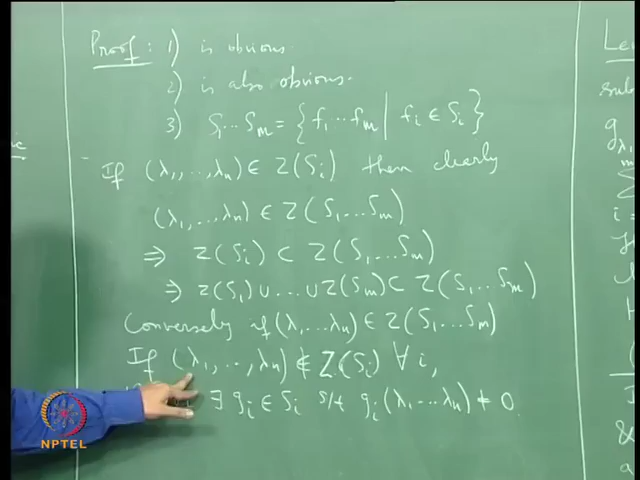 Proof: 1) is obvious.
2) is also obvious.
3) S₁...Sₘ = {f₁...fₘ | fᵢ ∈ Sᵢ}
If (λ₁,..,λₙ) ∈ Z(Sᵢ) then clearly
(λ₁,..,λₙ) ∈ Z(S₁...Sₘ)
⇒ Z(Sᵢ) ⊂ Z(S₁...Sₘ)
⇒ Z(S₁) ∪ ... ∪ Z(Sₘ) ⊂ Z(S₁...Sₘ)
Conversely if (λ₁,..λₙ) ∈ Z(S₁...Sₘ)
If (λ₁,..,λₙ) ∉ Z(Sᵢ) ∀ i,
∃ gᵢ ∈ Sᵢ s/t gᵢ(λ₁...λₙ) ≠ 0.
NPTEL